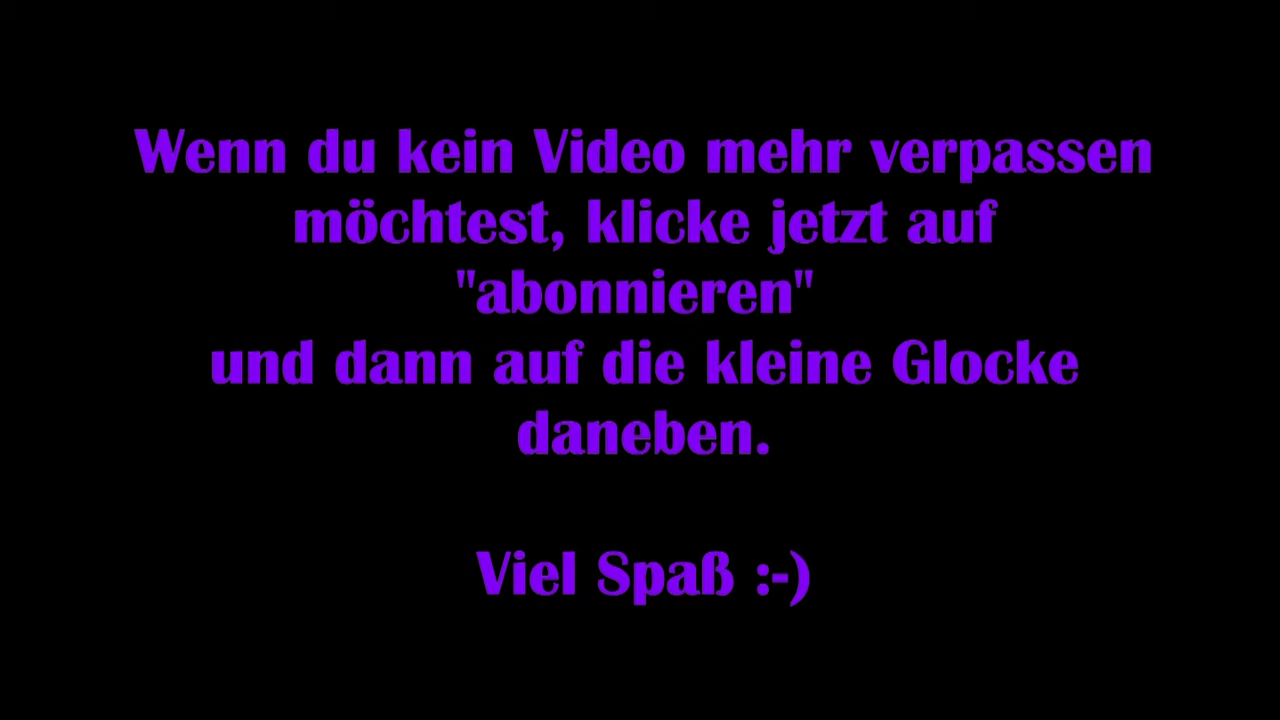 Wenn du kein Video mehr verpassen
möchtest, klicke jetzt auf
"abonnieren"
und dann auf die kleine Glocke
daneben.
Viel Spaß :-)